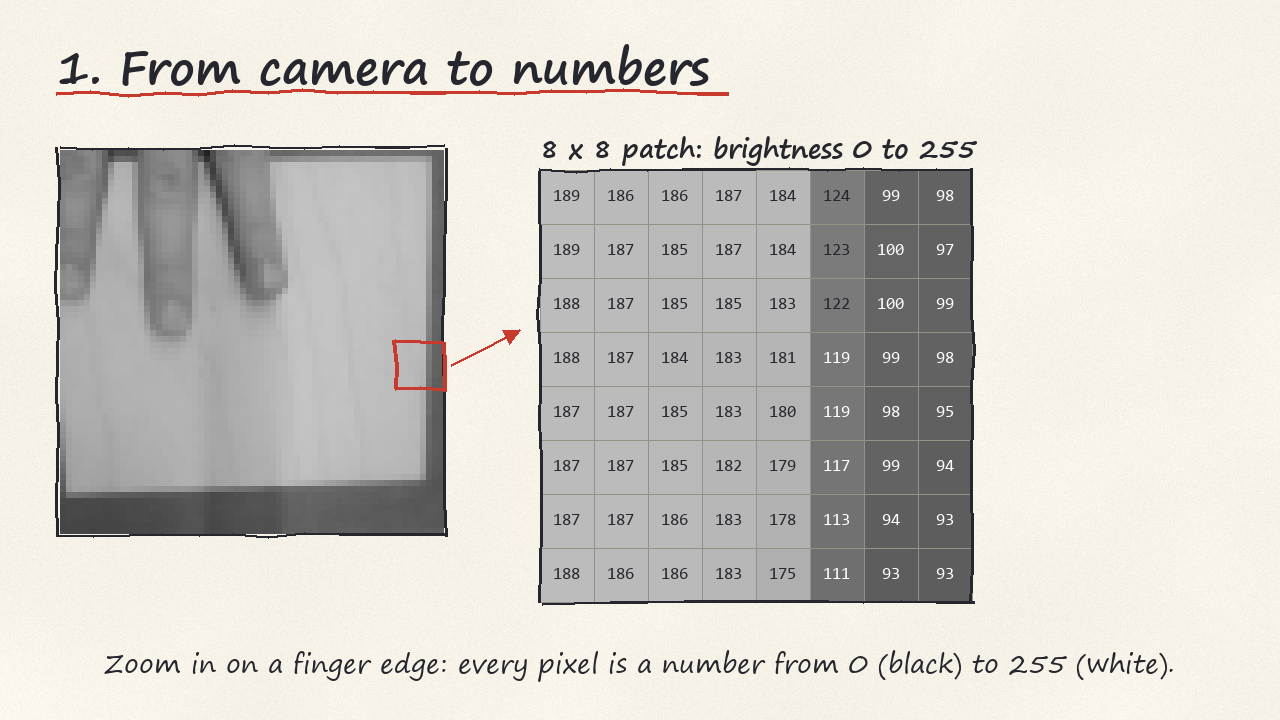 1. From camera to numbers
8 x 8 patch: brightness 0 to 255
189 186 186 187 184 124 99 98
189 187 185 187 184 123 100 97
188 187 185 185 183 122 100 99
188 187 184 183 181 119 99 98
187 187 185 183 180 119 98 95
187 187 185 182 179 117 99 94
187 187 186 183 178 113 94 93
188 186 186 183 175 111 93 93
Zoom in on a finger edge: every pixel is a number from 0 (black) to 255 (white).